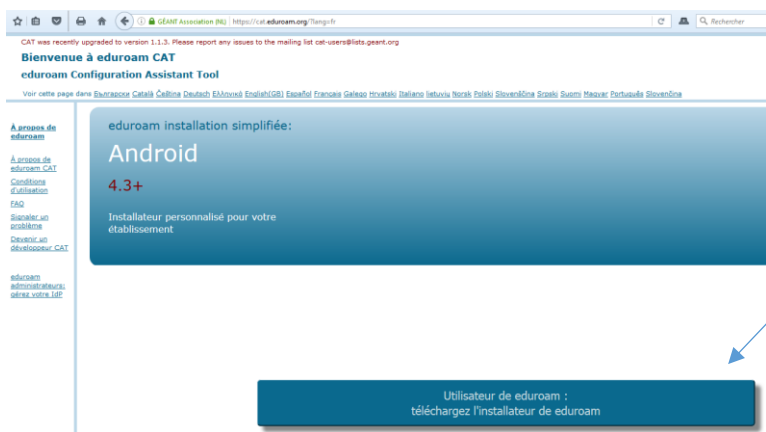 GÉANT Association (NL) https://cat.eduroam.org/?lang=fr
Rechercher
CAT was recently upgraded to version 1.1.3. Please report any issues to the mailing list cat-users@lists.geant.org
Bienvenue à eduroam CAT
eduroam Configuration Assistant Tool
Voir cette page dans Български Català Čeština Deutsch Ελληνικά English(GB) Español Français Galego Hrvatski Italiano lietuvių Norsk Polski Slovenščina Srpski Suomi Magyar Português Slovenčina
À propos de
eduroam
À propos de
eduroam CAT
Conditions
d'utilisation
FAQ
Signaler un
problème
Devenir un
développeur CAT
eduroam
administrateurs:
gérez votre IdP
eduroam installation simplifiée:
Android
4.3+
Installateur personnalisé pour votre
établissement
Utilisateur de eduroam :
téléchargez l'installateur de eduroam